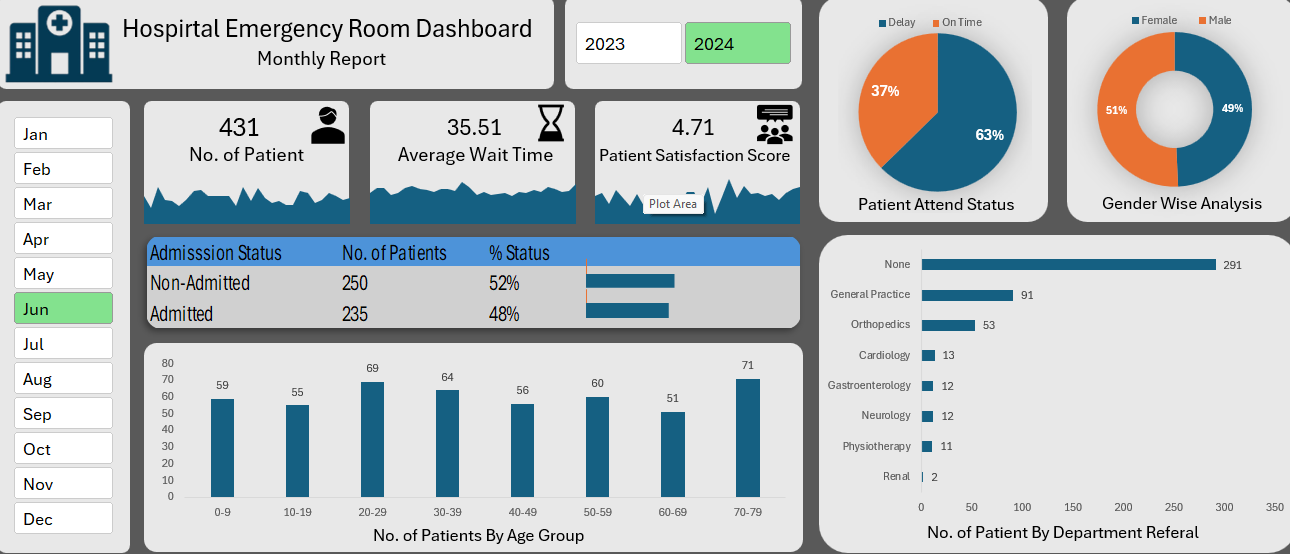 Hospirtal Emergency Room Dashboard
Monthly Report
2023
2024
Jan
Feb
Mar
Apr
May
Jun
Jul
Aug
Sep
Oct
Nov
Dec
431
No. of Patient
35.51
Average Wait Time
4.71
Patient Satisfaction Score
Plot Area
Delay On Time
37%
63%
Patient Attend Status
Female Male
51%
49%
Gender Wise Analysis
Admisssion Status No. of Patients % Status
Non-Admitted 250 52%
Admitted 235 48%
80
70
60
50
40
30
20
10
0
59 55 69 64 56 60 51 71
0-9 10-19 20-29 30-39 40-49 50-59 60-69 70-79
No. of Patients By Age Group
None 291
General Practice 91
Orthopedics 53
Cardiology 13
Gastroenterology 12
Neurology 12
Physiotherapy 11
Renal 2
0 50 100 150 200 250 300 350
No. of Patient By Department Referal